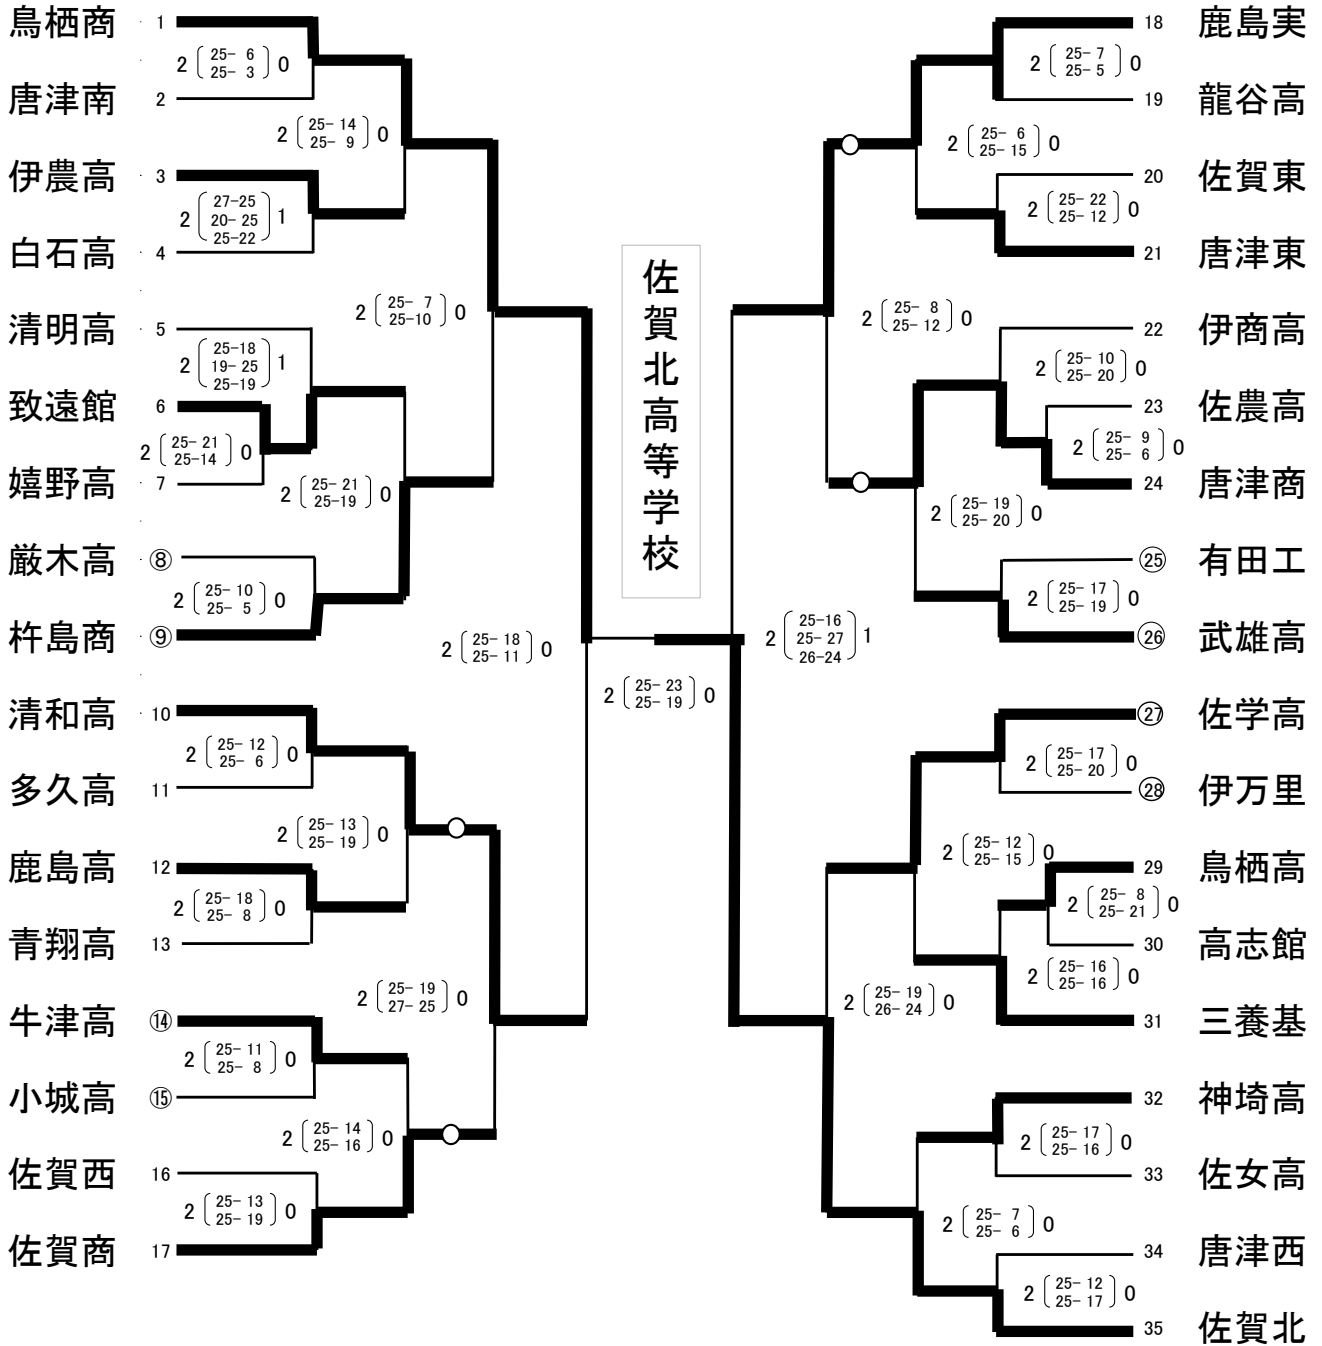 鳥栖商 1
2 25- 6 0
25- 3
唐津南 2
2 25- 14 0
25- 9
伊農高 3
27-25
2 20- 25 1
25-22
白石高 4
2 25- 7 0
25-10
清明高 5
25-18
2 19- 25 1
25-19
致遠館 6
2 25- 21 0
25-14
嬉野高 7
2 25- 21 0
25-19
厳木高 ⑧
2 25- 10 0
25- 5
杵島商 ⑨
2 25- 18 0
25- 11
清和高 10
2 25- 12 0
25- 6
多久高 11
2 25- 13 0
25- 19
鹿島高 12
2 25- 18 0
25- 8
青翔高 13
2 25- 19 0
27- 25
牛津高 ⑭
2 25- 11 0
25- 8
小城高 ⑮
2 25- 14 0
25- 16
佐賀西 16
2 25- 13 0
25- 19
佐賀商 17
佐賀北高等学校
2 25- 23 0
25- 19
18 鹿島実
2 25- 7 0
25- 5
19 龍谷高
2 25- 6 0
25- 15
20 佐賀東
2 25- 22 0
25- 12
21 唐津東
2 25- 8 0
25- 12
22 伊商高
2 25- 10 0
25- 20
23 佐農高
2 25- 9 0
25- 6
24 唐津商
2 25- 19 0
25- 20
㉕ 有田工
2 25- 17 0
25- 19
㉖ 武雄高
25-16
2 25- 27 1
26-24
㉗ 佐学高
2 25- 17 0
25- 20
㉘ 伊万里
2 25- 12 0
25- 15
29 鳥栖高
2 25- 8 0
25- 21
30 高志館
2 25- 16 0
25- 16
31 三養基
2 25- 19 0
26- 24
32 神埼高
2 25- 17 0
25- 16
33 佐女高
2 25- 7 0
25- 6
34 唐津西
2 25- 12 0
25- 17
35 佐賀北